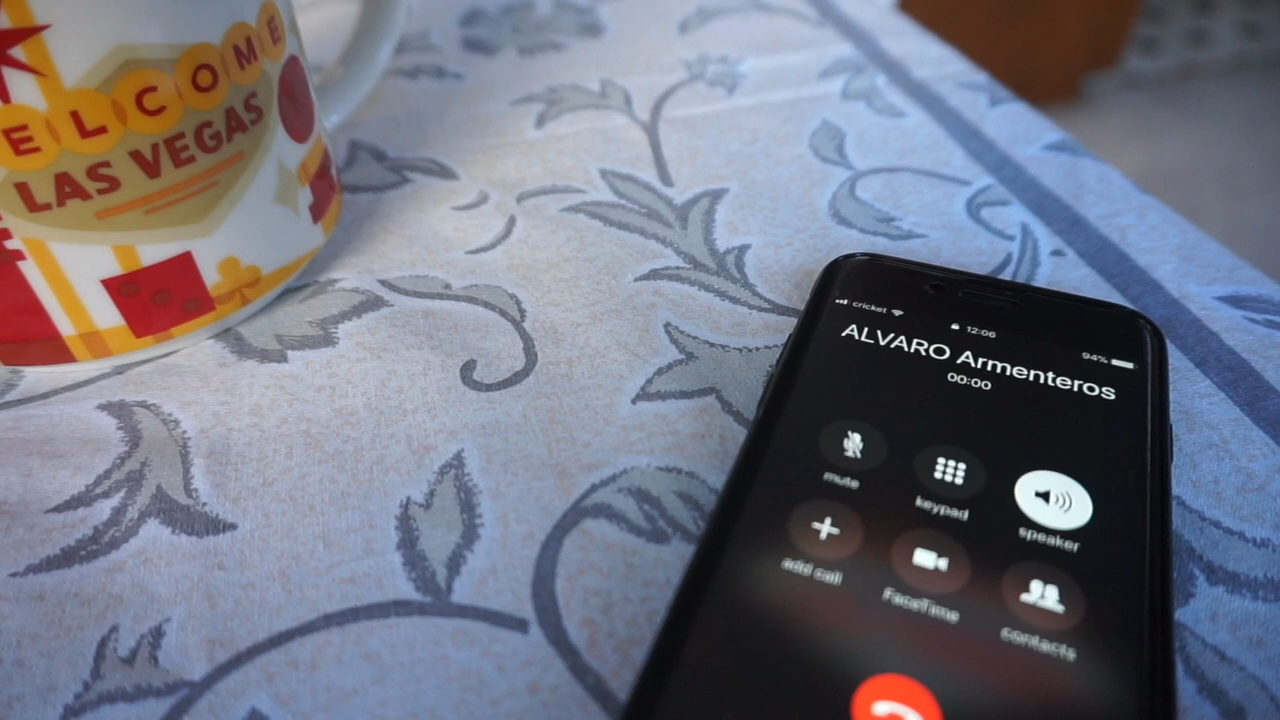 WELCOME
LAS VEGAS
cricket
12:06
94%
ALVARO Armenteros
00:00
mute
keypad
speaker
add call
FaceTime
contacts